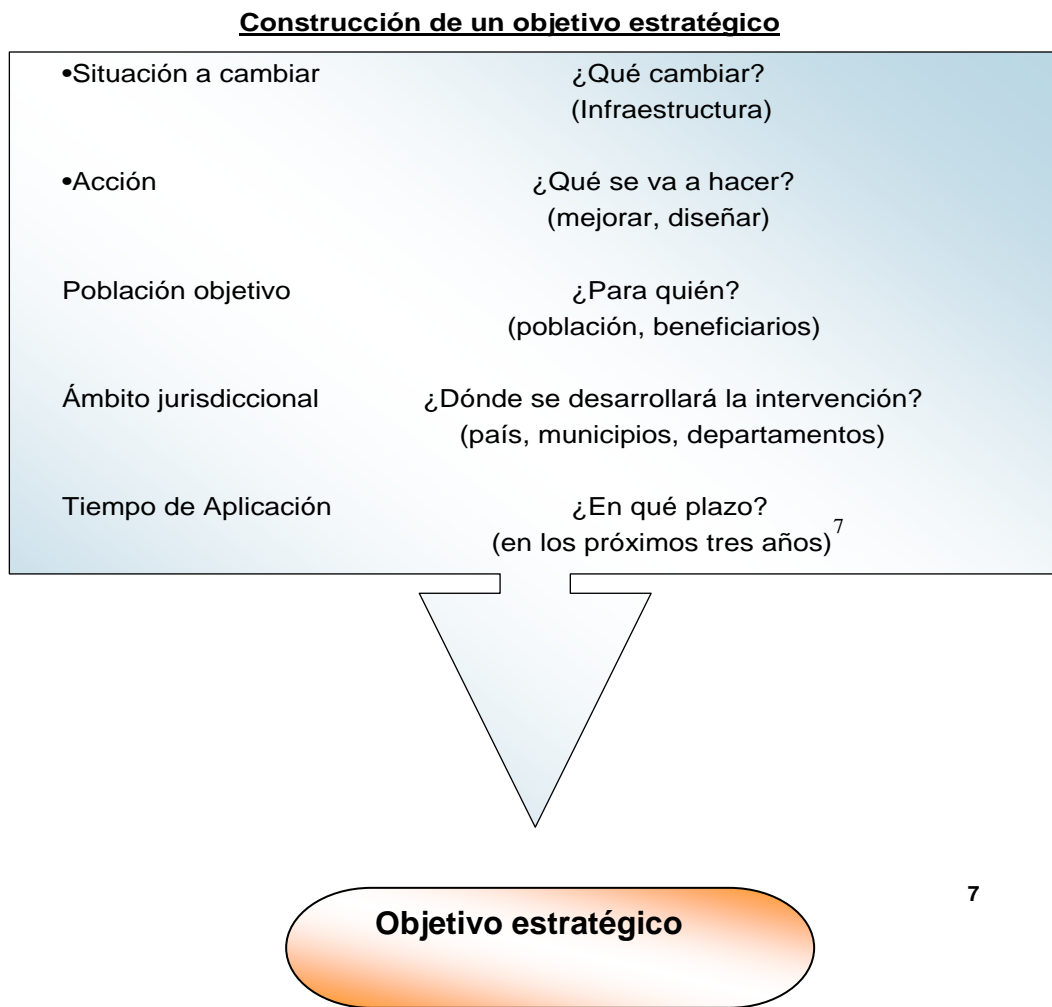 Construcción de un objetivo estratégico
•Situación a cambiar ¿Qué cambiar?
(Infraestructura)
•Acción ¿Qué se va a hacer?
(mejorar, diseñar)
Población objetivo ¿Para quién?
(población, beneficiarios)
Ámbito jurisdiccional ¿Dónde se desarrollará la intervención?
(país, municipios, departamentos)
Tiempo de Aplicación ¿En qué plazo?
(en los próximos tres años)7
7
Objetivo estratégico